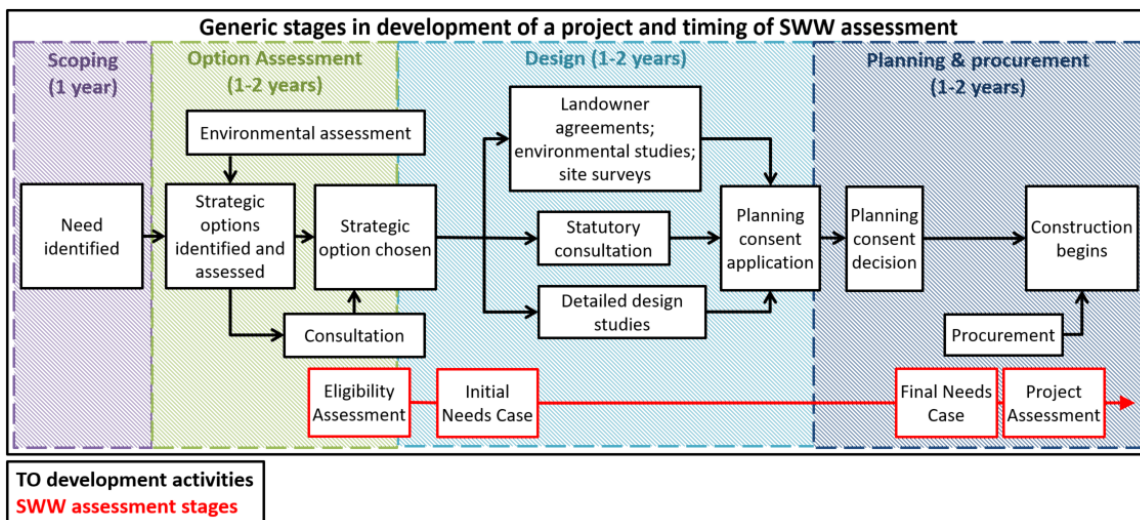 Generic stages in development of a project and timing of SWW assessment
Scoping
(1 year)
Option Assessment
(1-2 years)
Design (1-2 years)
Planning & procurement
(1-2 years)
Environmental assessment
Landowner
agreements;
environmental studies;
site surveys
Need
identified
Strategic
options
identified and
assessed
Strategic
option chosen
Statutory
consultation
Planning
consent
application
Planning
consent
decision
Construction
begins
Consultation
Detailed design
studies
Procurement
Eligibility
Assessment
Initial
Needs Case
Final Needs
Case
Project
Assessment
TO development activities
SWW assessment stages